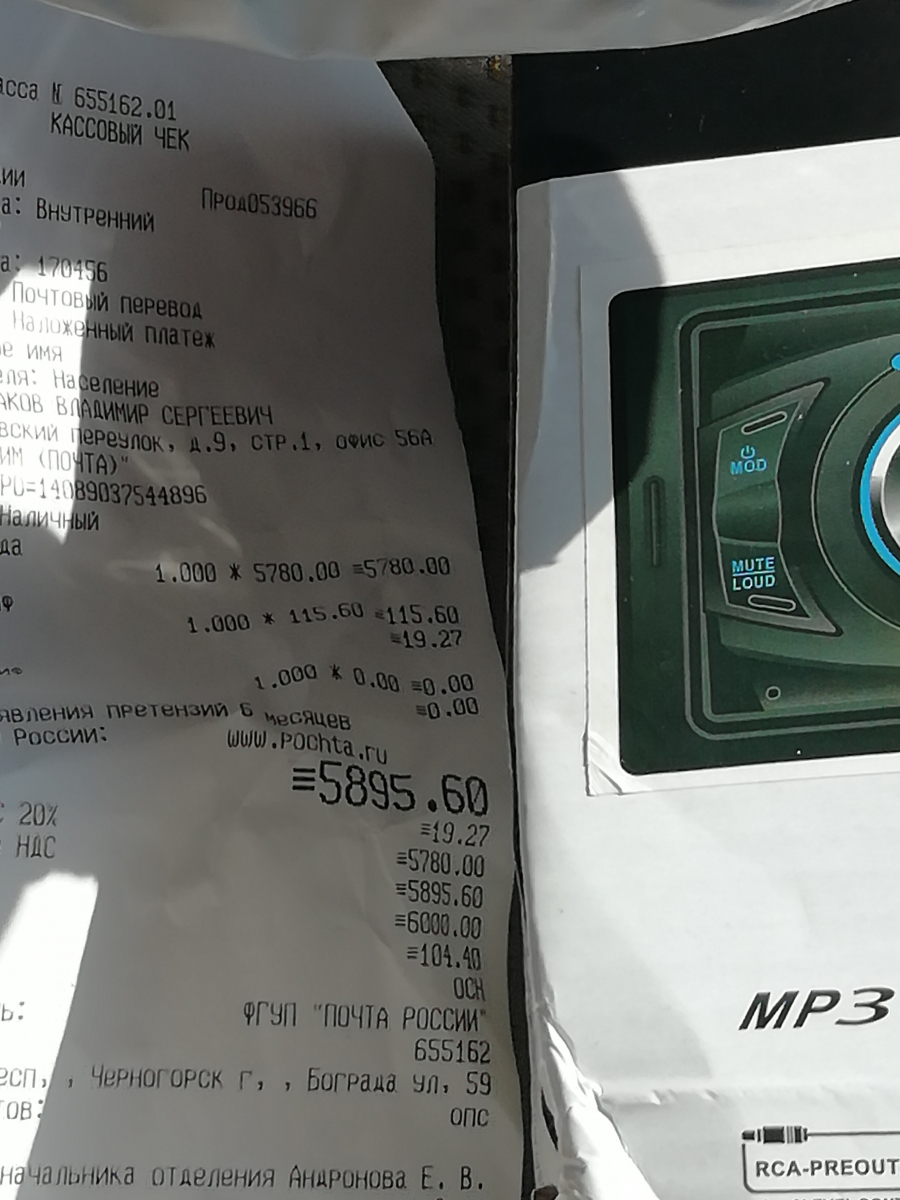 асса № 655162.01
КАССОВЫЙ ЧЕК
ии
Прод053966
а: Внутренний
а: 170456
Почтовый перевод
Наложенный платеж
ое имя
еля: Население
АКОВ ВЛАДИМИР СЕРГЕЕВИЧ
вский переулок, д.9, СТР.1, ОФИС 56А
ИМ (ПОЧТА)"
РО=14089037544896
Наличный
да
1.000 * 5780.00 ≡5780.00
Ф
1.000 * 115.60 ≡115.60
≡19.27
1.000 * 0.00 ≡0.00
≡0.00
явления претензий 6 месяцев
России: www.pochta.ru
≡5895.60
С 20% ≡19.27
НДС ≡5780.00
≡5895.60
≡6000.00
≡104.40
ОСН
ь: ФГУП "ПОЧТА РОССИИ"
655162
есп, , Черногорск г, , Бограда ул, 59
тов: ОПС
начальника отделения Андронова Е. В.
MOD
MUTE
LOUD
MP3
RCA-PREOUT